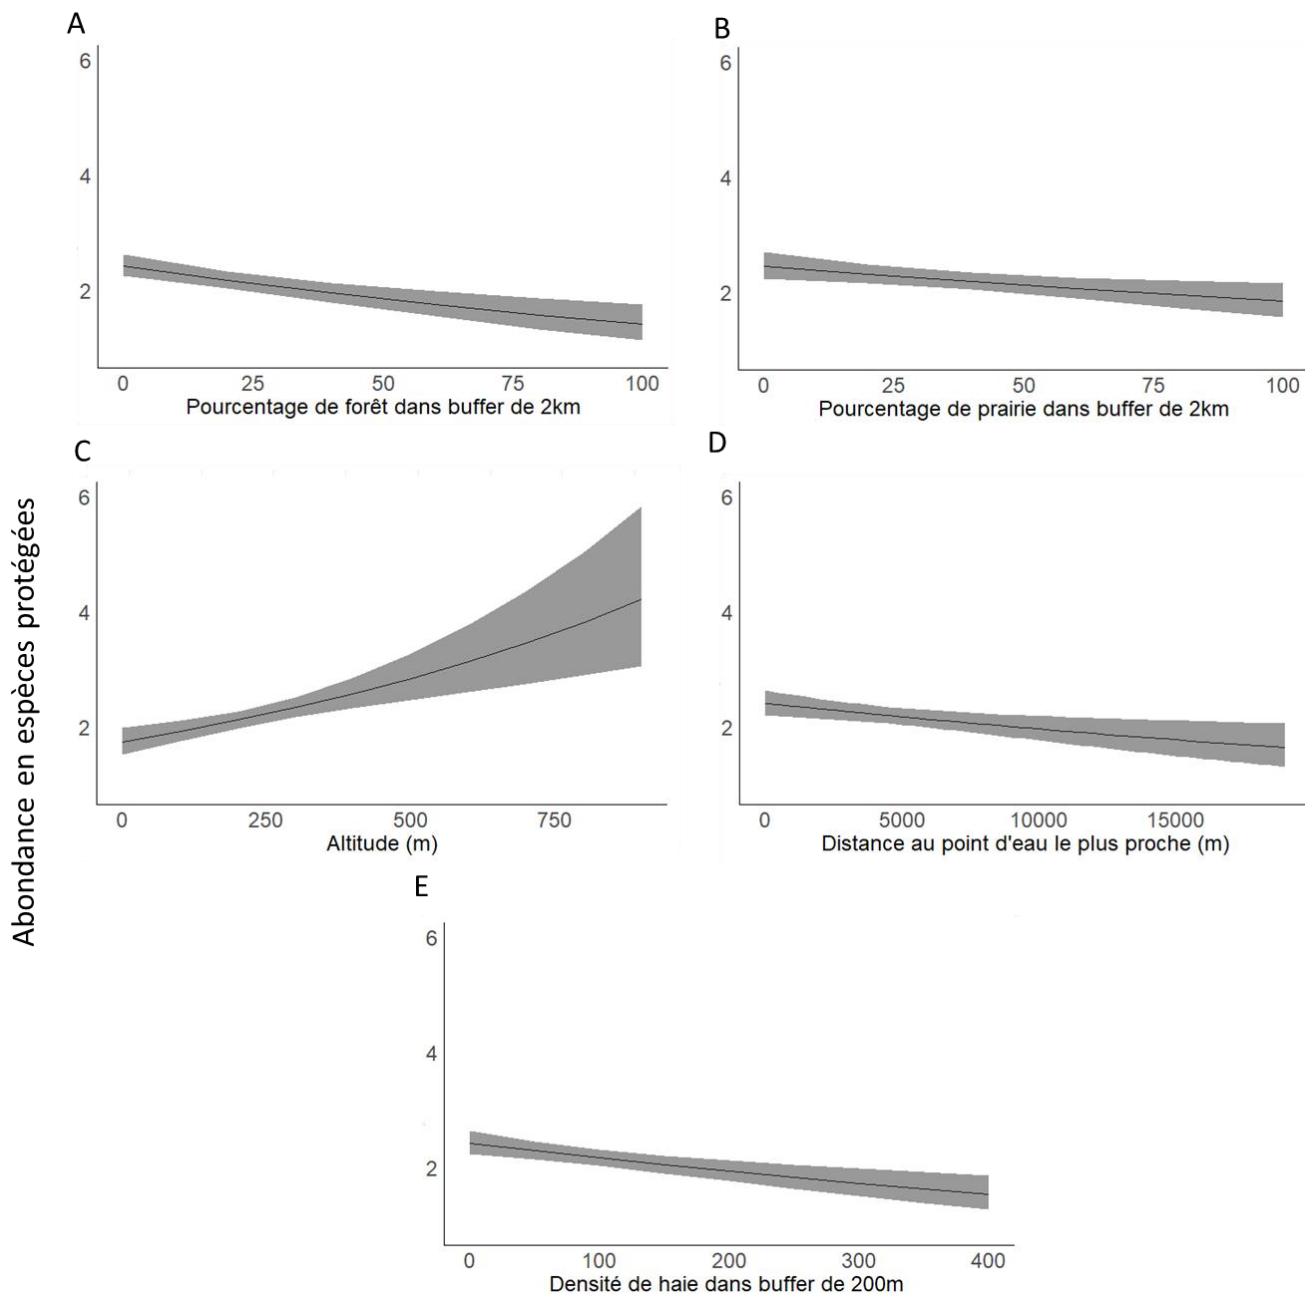 A
6
4
2
0 25 50 75 100
Pourcentage de forêt dans buffer de 2km
B
6
4
2
0 25 50 75 100
Pourcentage de prairie dans buffer de 2km
Abondance en espèces protégées
C
6
4
2
0 250 500 750
Altitude (m)
D
6
4
2
0 5000 10000 15000
Distance au point d'eau le plus proche (m)
E
6
4
2
0 100 200 300 400
Densité de haie dans buffer de 200m